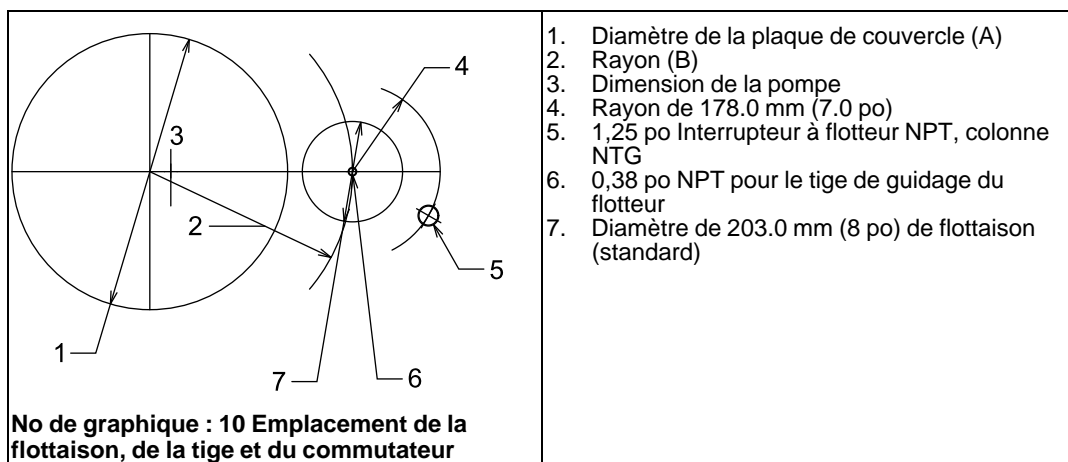 3
4
2
5
1
7
6
No de graphique : 10 Emplacement de la
flottaison, de la tige et du commutateur
1. Diamètre de la plaque de couvercle (A)
2. Rayon (B)
3. Dimension de la pompe
4. Rayon de 178.0 mm (7.0 po)
5. 1,25 po Interrupteur à flotteur NPT, colonne
NTG
6. 0,38 po NPT pour le tige de guidage du
flotteur
7. Diamètre de 203.0 mm (8 po) de flottaison
(standard)